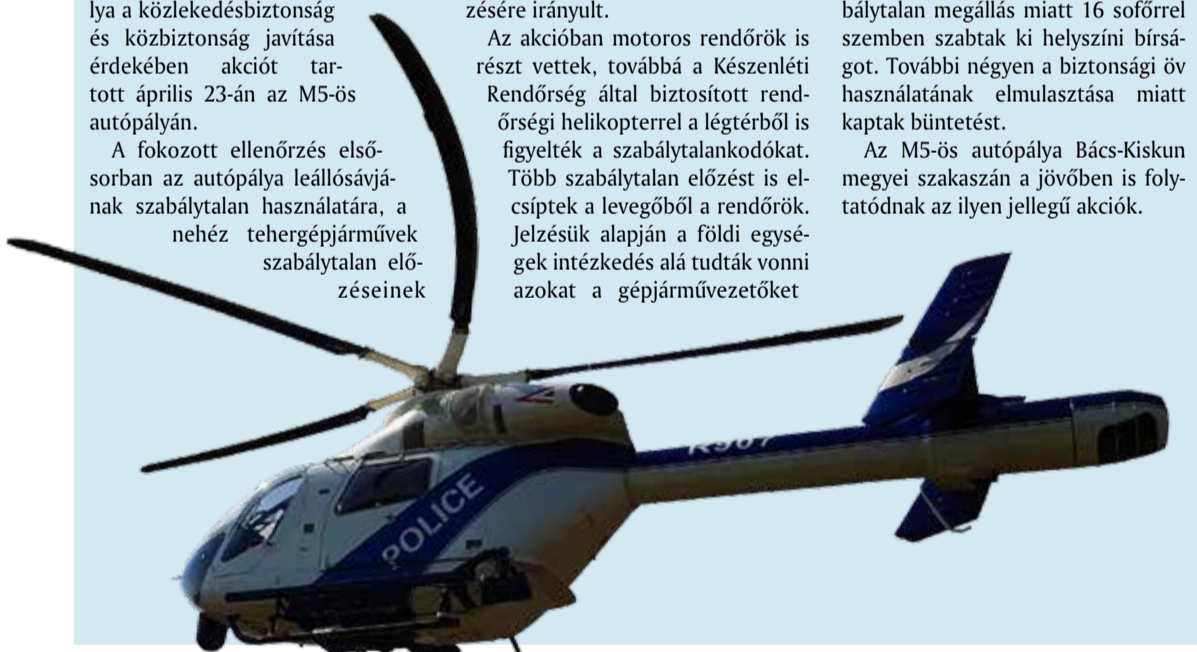 lya a közlekedésbiztonság
és közbiztonság javítása
érdekében akciót tar-
tott április 23-án az M5-ös
autópályán.
A fokozott ellenőrzés első-
sorban az autópálya leállósávjá-
nak szabálytalan használatára, a
nehéz tehergépjárművek
szabálytalan elő-
zéseinek
zésére irányult.
Az akcióban motoros rendőrök is
részt vettek, továbbá a Készenléti
Rendőrség által biztosított rend-
őrségi helikopterrel a légtérből is
figyelték a szabálytalankodókat.
Több szabálytalan előzést is el-
csíptek a levegőből a rendőrök.
Jelzésük alapján a földi egysé-
gek intézkedés alá tudták vonni
azokat a gépjárművezetőket
bálytalan megállás miatt 16 sofőrrel
szemben szabtak ki helyszíni bírsá-
got. További négyen a biztonsági öv
használatának elmulasztása miatt
kaptak büntetést.
Az M5-ös autópálya Bács-Kiskun
megyei szakaszán a jövőben is foly-
tatódnak az ilyen jellegű akciók.
POLICE